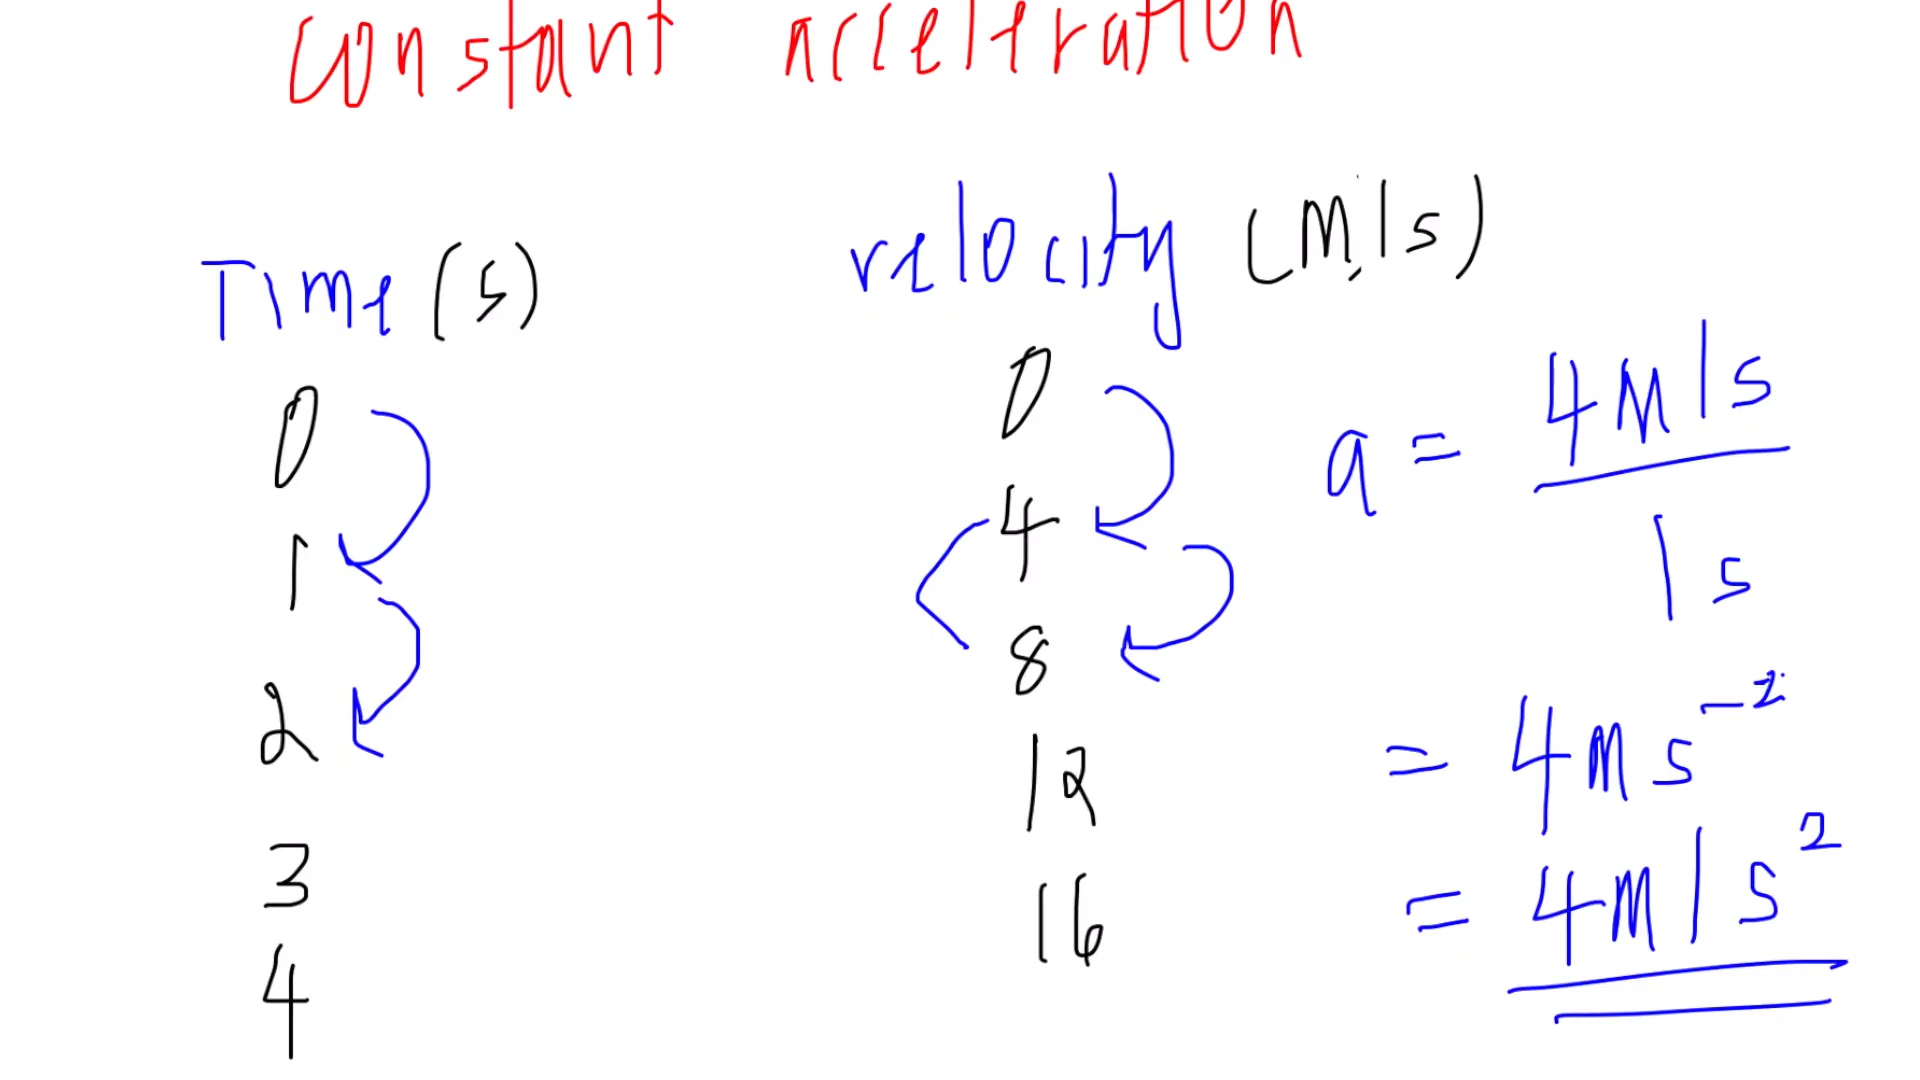 constant acceleration
Time (s) velocity (m/s)
0 0
1 4
2 8
3 12
4 16
a = 4m/s
1s
= 4ms⁻²
= 4m/s²